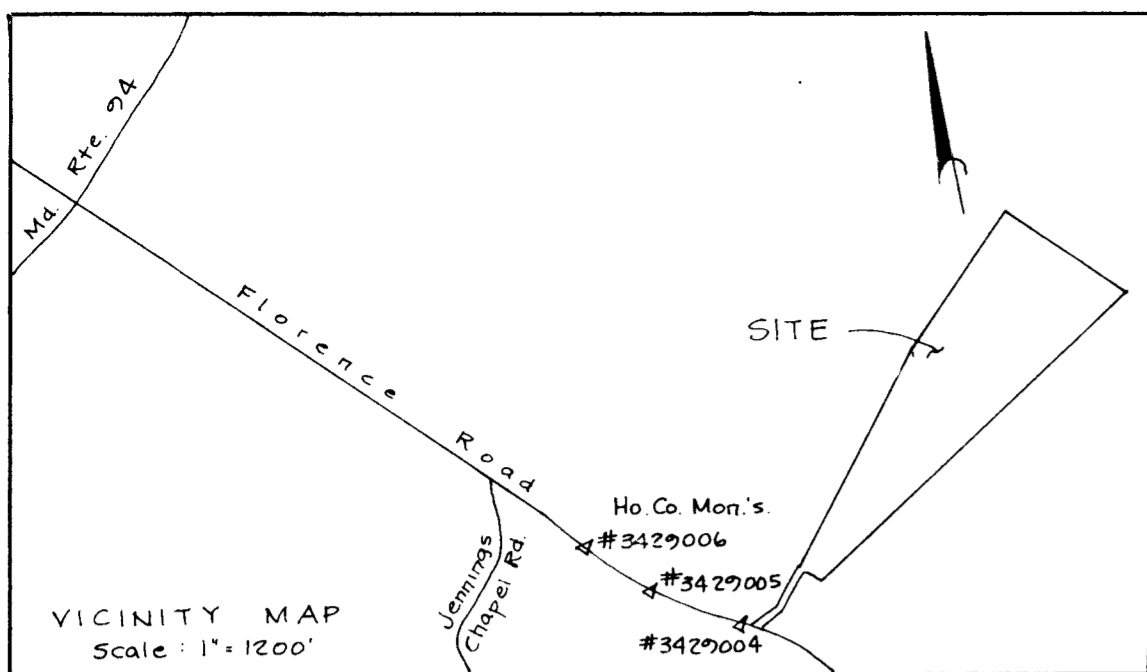 Md. Rte. 94
Florence Road
SITE
Ho. Co. Mon.'s.
#3429006
#3429005
#3429004
Jennings
Chapel Rd.
VICINITY MAP
Scale : 1" = 1200'